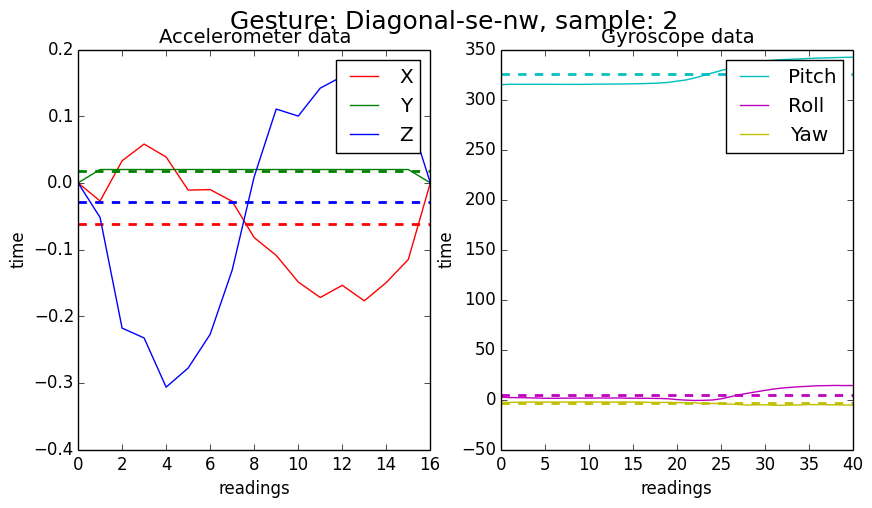 Gesture: Diagonal-se-nw, sample: 2
Accelerometer data
0.2
0.1
0.0
−0.1
−0.2
−0.3
−0.4
time
0 2 4 6 8 10 12 14 16
readings
X
Y
Z
Gyroscope data
350
300
250
200
150
100
50
0
−50
time
0 5 10 15 20 25 30 35 40
readings
Pitch
Roll
Yaw